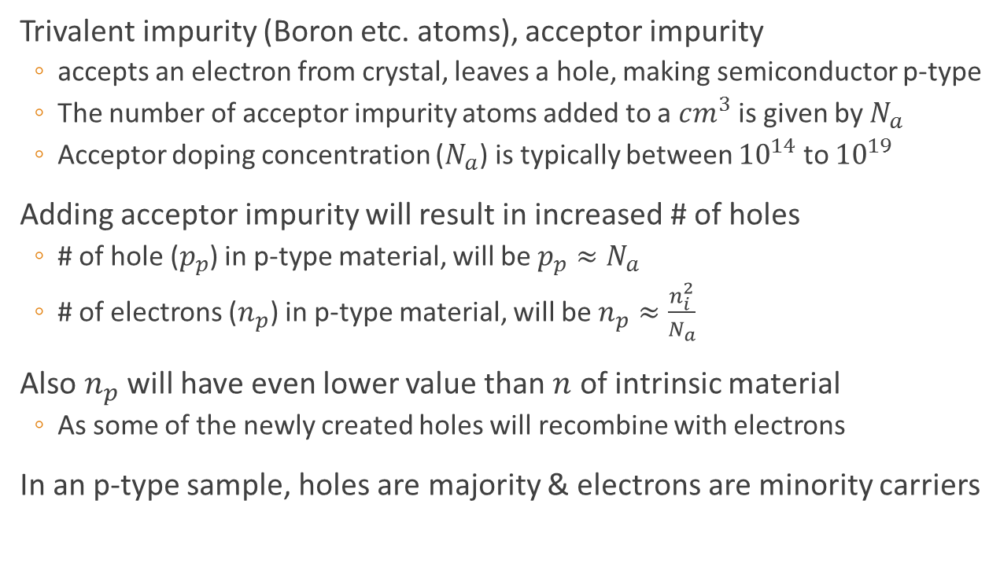 Trivalent impurity (Boron etc. atoms), acceptor impurity
◦ accepts an electron from crystal, leaves a hole, making semiconductor p-type
◦ The number of acceptor impurity atoms added to a $cm^3$ is given by $N_a$
◦ Acceptor doping concentration ($N_a$) is typically between $10^{14}$ to $10^{19}$
Adding acceptor impurity will result in increased # of holes
◦ # of hole ($p_p$) in p-type material, will be $p_p \approx N_a$
◦ # of electrons ($n_p$) in p-type material, will be $n_p \approx \frac{n_i^2}{N_a}$
Also $n_p$ will have even lower value than $n$ of intrinsic material
◦ As some of the newly created holes will recombine with electrons
In an p-type sample, holes are majority & electrons are minority carriers